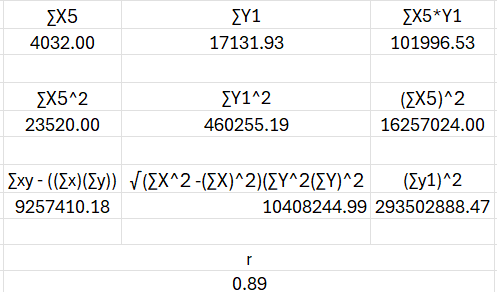 ∑X5 ∑Y1 ∑X5*Y1
4032.00 17131.93 101996.53
∑X5^2 ∑Y1^2 (∑X5)^2
23520.00 460255.19 16257024.00
∑xy - ((∑x)(∑y)) √(∑X^2 -(∑X)^2)(∑Y^2(∑Y)^2 (∑y1)^2
9257410.18 10408244.99 293502888.47
r
0.89